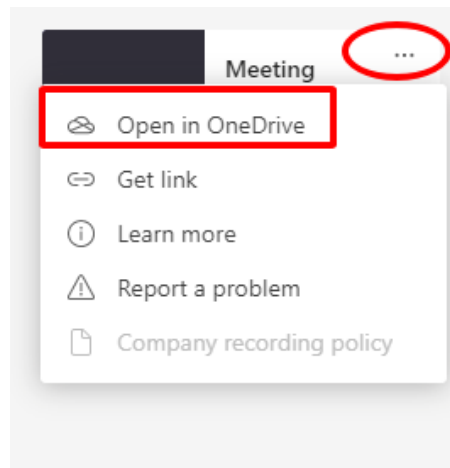 Meeting
...
Open in OneDrive
Get link
Learn more
Report a problem
Company recording policy